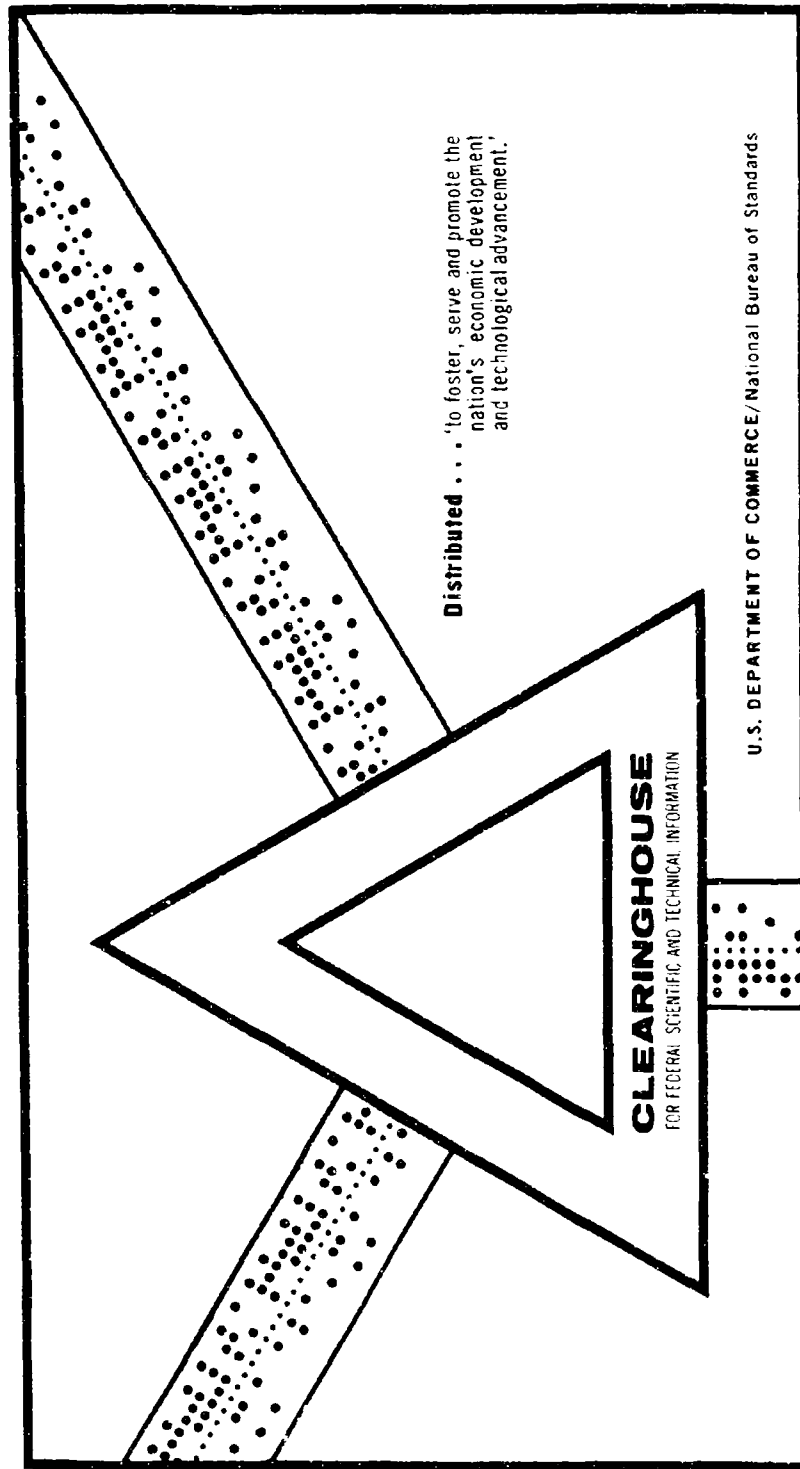 Distributed . . . 'to foster, serve and promote the
nation's economic development
and technological advancement.'
CLEARINGHOUSE
FOR FEDERAL SCIENTIFIC AND TECHNICAL INFORMATION
U.S. DEPARTMENT OF COMMERCE/National Bureau of Standards